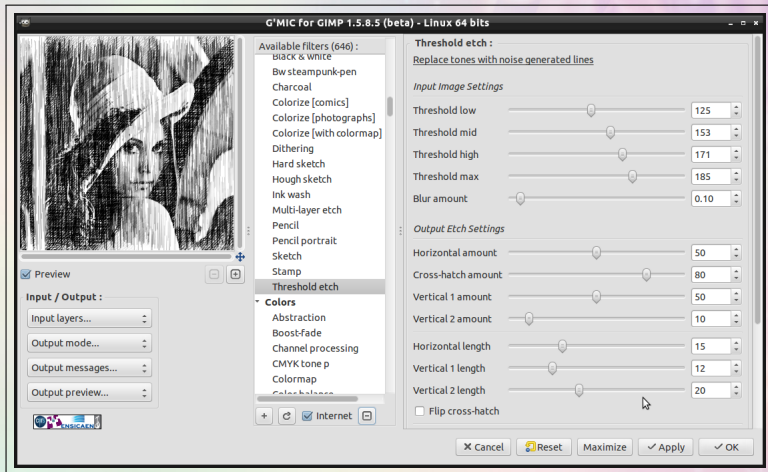 G'MIC for GIMP 1.5.8.5 (beta) - Linux 64 bits
Preview
Input / Output :
Input layers...
Output mode...
Output messages...
Output preview...
ENSICAEN
Available filters (646) :
Black & white
Bw steampunk-pen
Charcoal
Colorize [comics]
Colorize [photographs]
Colorize [with colormap]
Dithering
Hard sketch
Hough sketch
Ink wash
Multi-layer etch
Pencil
Pencil portrait
Sketch
Stamp
Threshold etch
Colors
Abstraction
Boost-fade
Channel processing
CMYK tone p
Colormap
Color balance
Internet
Threshold etch :
Replace tones with noise generated lines
Input Image Settings
Threshold low 125
Threshold mid 153
Threshold high 171
Threshold max 185
Blur amount 0.10
Output Etch Settings
Horizontal amount 50
Cross-hatch amount 80
Vertical 1 amount 50
Vertical 2 amount 10
Horizontal length 15
Vertical 1 length 12
Vertical 2 length 20
Flip cross-hatch
Cancel Reset Maximize Apply OK